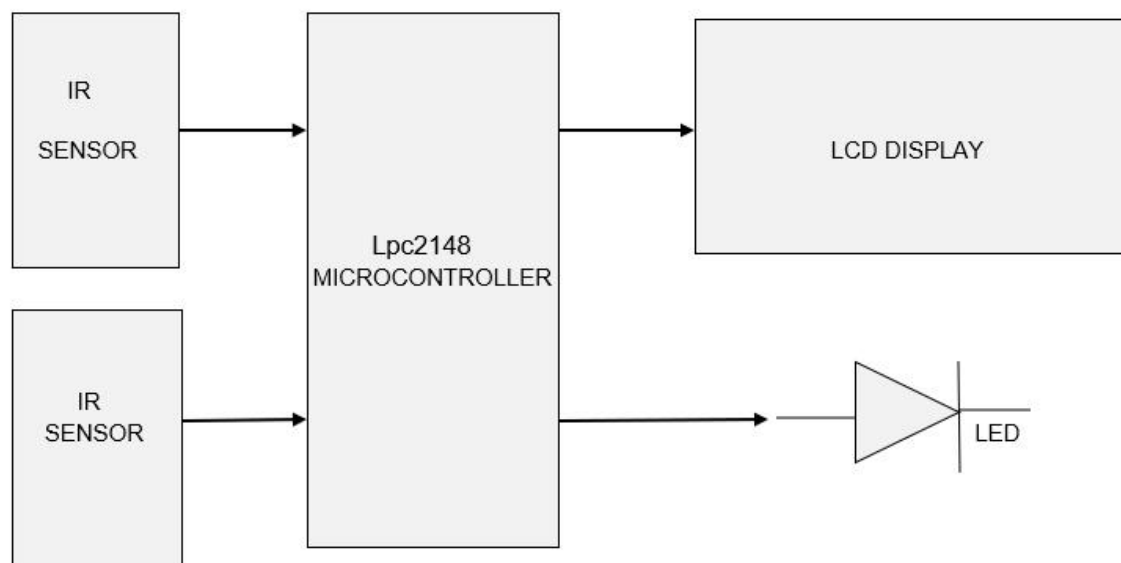 IR
SENSOR
Lpc2148
MICROCONTROLLER
LCD DISPLAY
IR
SENSOR
LED